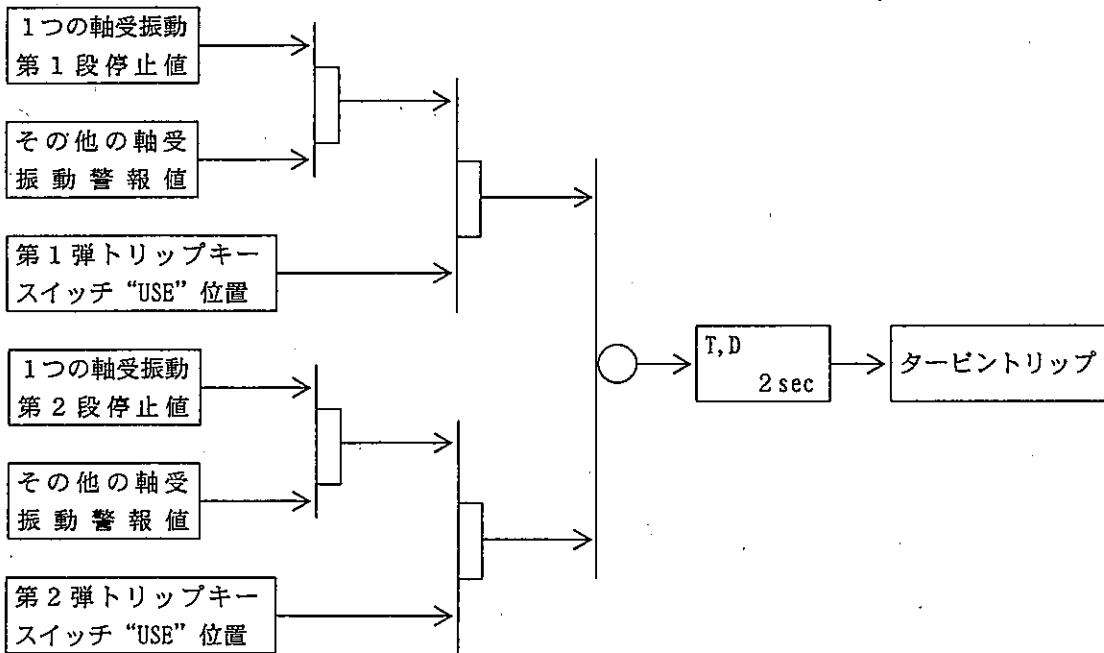 1つの軸受振動
第1段停止値
その他の軸受
振動警報値
第1弾トリップキー
スイッチ“USE”位置
1つの軸受振動
第2段停止値
その他の軸受
振動警報値
第2弾トリップキー
スイッチ“USE”位置
T,D
2sec
タービントリップ